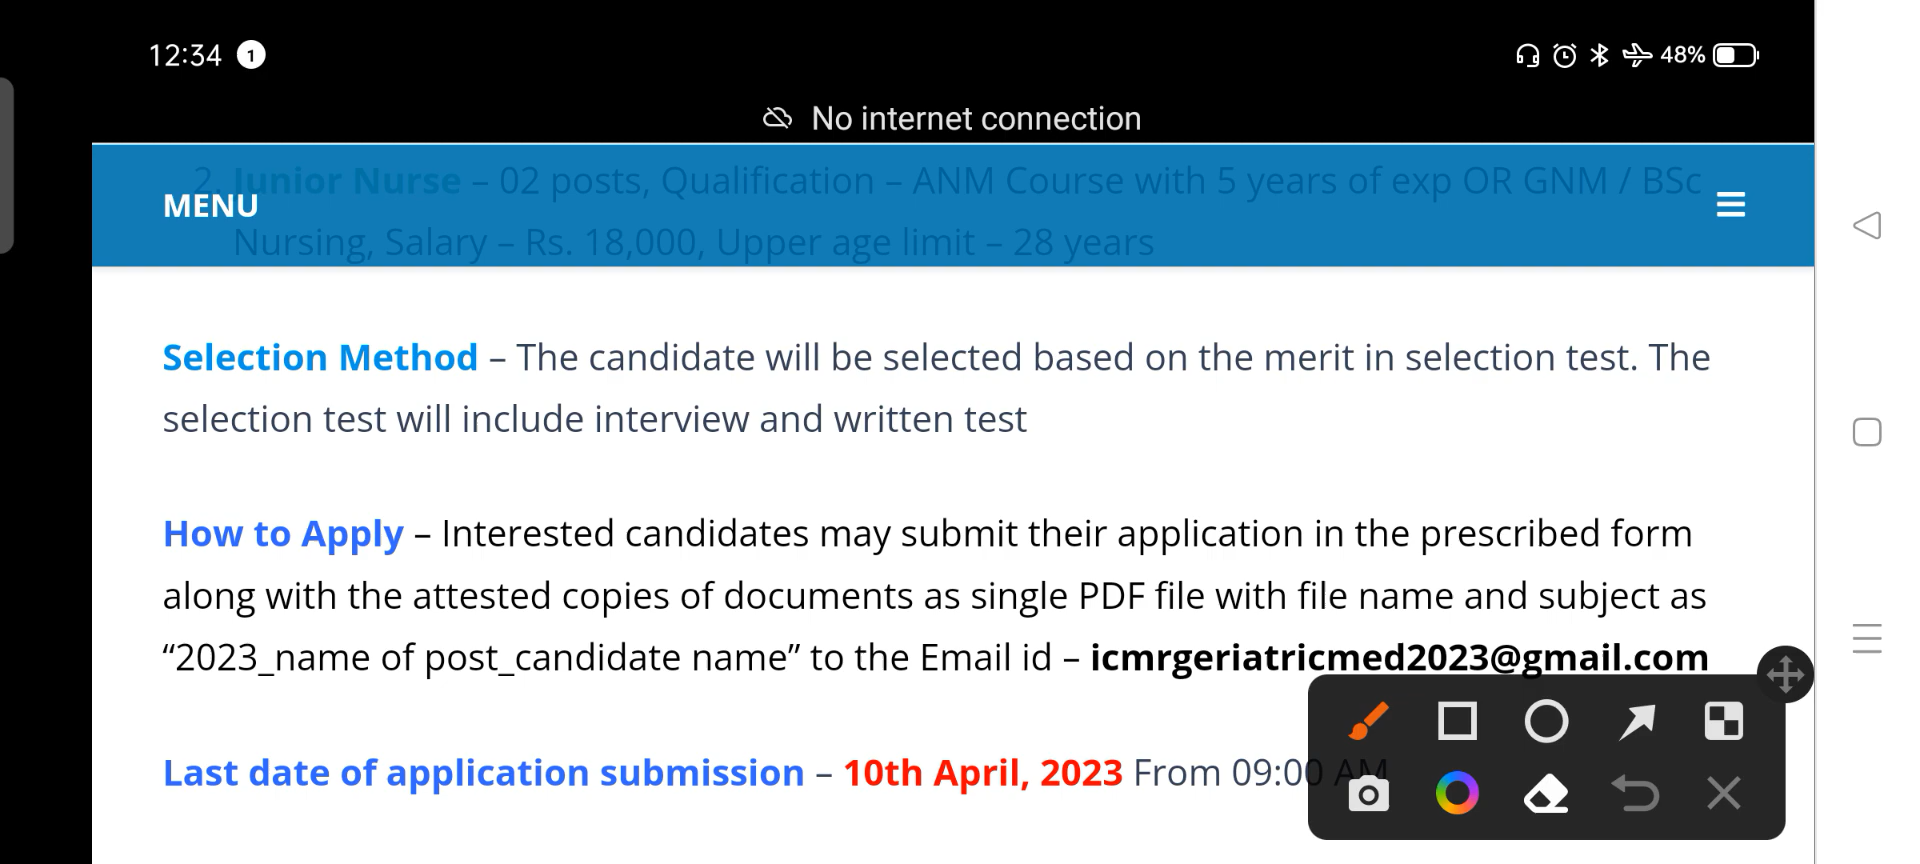 12:34 1
48%
No internet connection
2. Junior Nurse – 02 posts, Qualification – ANM Course with 5 years of exp OR GNM / BSc
MENU
Nursing, Salary – Rs. 18,000, Upper age limit – 28 years
Selection Method – The candidate will be selected based on the merit in selection test. The
selection test will include interview and written test
How to Apply – Interested candidates may submit their application in the prescribed form
along with the attested copies of documents as single PDF file with file name and subject as
“2023_name of post_candidate name” to the Email id – icmrgeriatricmed2023@gmail.com
Last date of application submission – 10th April, 2023 From 09:00 AM